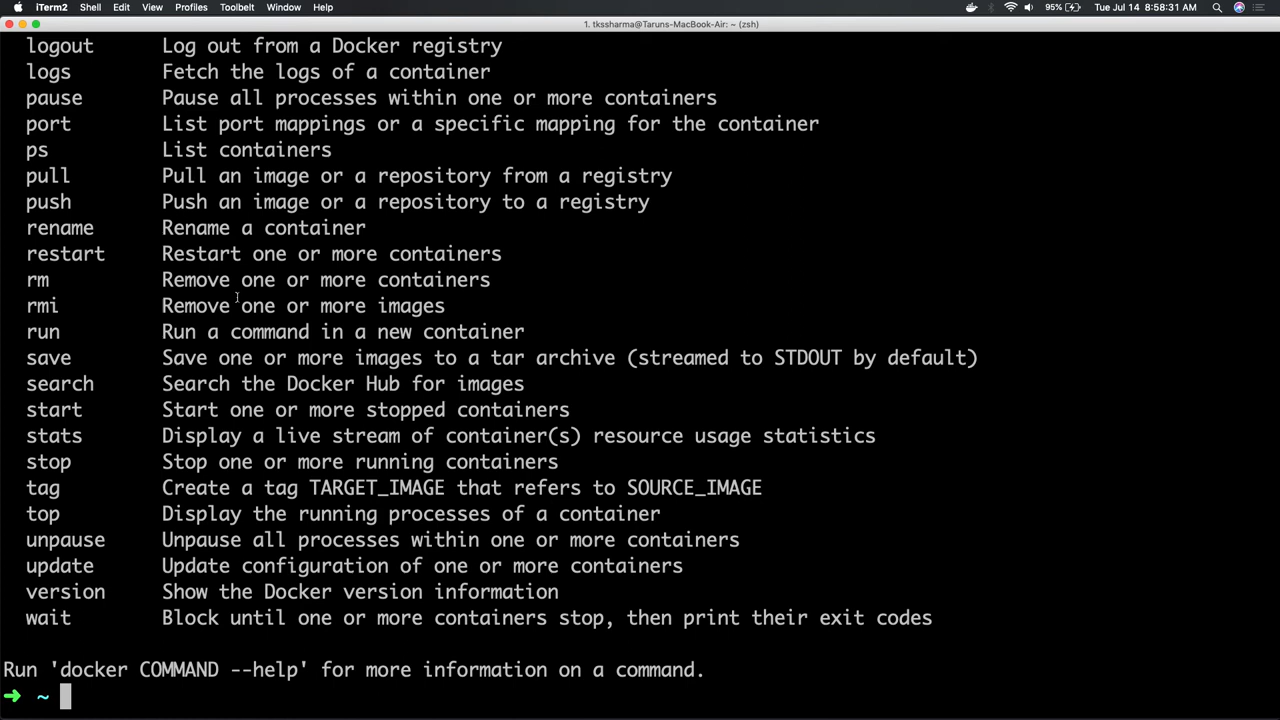 iTerm2 Shell Edit View Profiles Toolbelt Window Help 95% Tue Jul 14 8:58:31 AM
1. tkssharma@Taruns-MacBook-Air: ~ (zsh)
logout Log out from a Docker registry
logs Fetch the logs of a container
pause Pause all processes within one or more containers
port List port mappings or a specific mapping for the container
ps List containers
pull Pull an image or a repository from a registry
push Push an image or a repository to a registry
rename Rename a container
restart Restart one or more containers
rm Remove one or more containers
rmi Remove one or more images
run Run a command in a new container
save Save one or more images to a tar archive (streamed to STDOUT by default)
search Search the Docker Hub for images
start Start one or more stopped containers
stats Display a live stream of container(s) resource usage statistics
stop Stop one or more running containers
tag Create a tag TARGET_IMAGE that refers to SOURCE_IMAGE
top Display the running processes of a container
unpause Unpause all processes within one or more containers
update Update configuration of one or more containers
version Show the Docker version information
wait Block until one or more containers stop, then print their exit codes
Run 'docker COMMAND --help' for more information on a command.
➜ ~